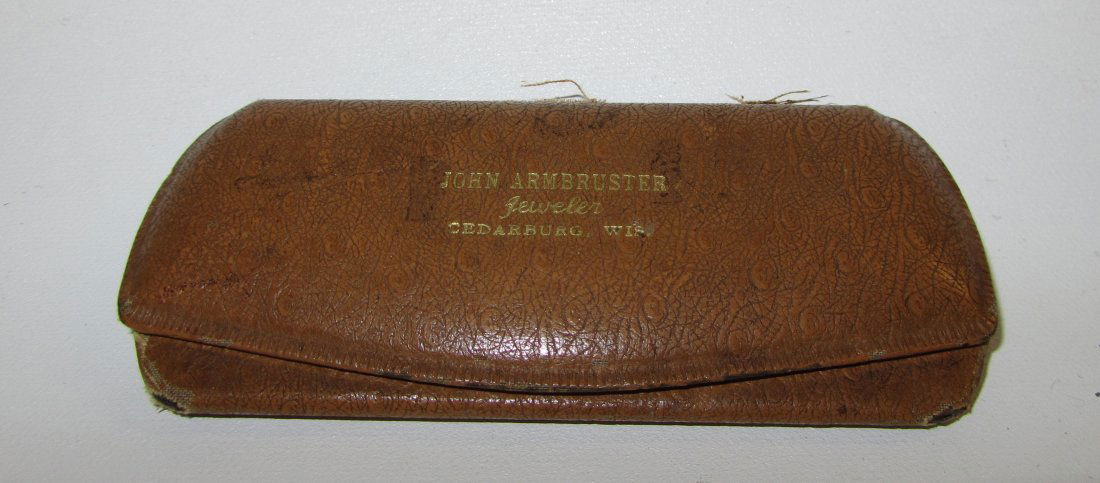 JOHN ARMBRUSTER
Jeweler
CEDARBURG, WIS.